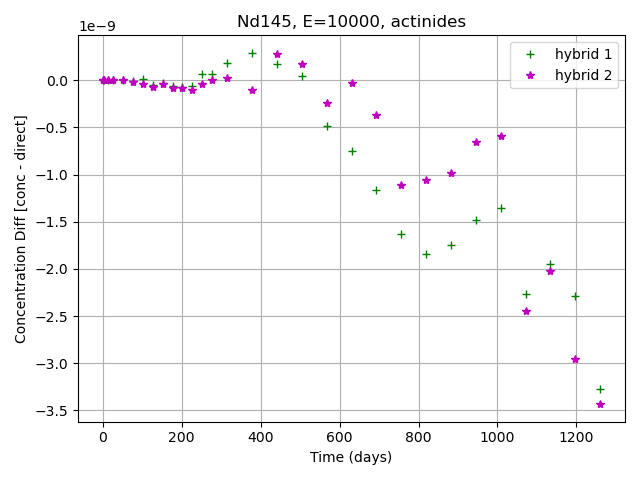 Nd145, E=10000, actinides
1e−9
hybrid 1
hybrid 2
0.0
−0.5
−1.0
−1.5
−2.0
−2.5
−3.0
−3.5
Concentration Diff [conc - direct]
0 200 400 600 800 1000 1200
Time (days)